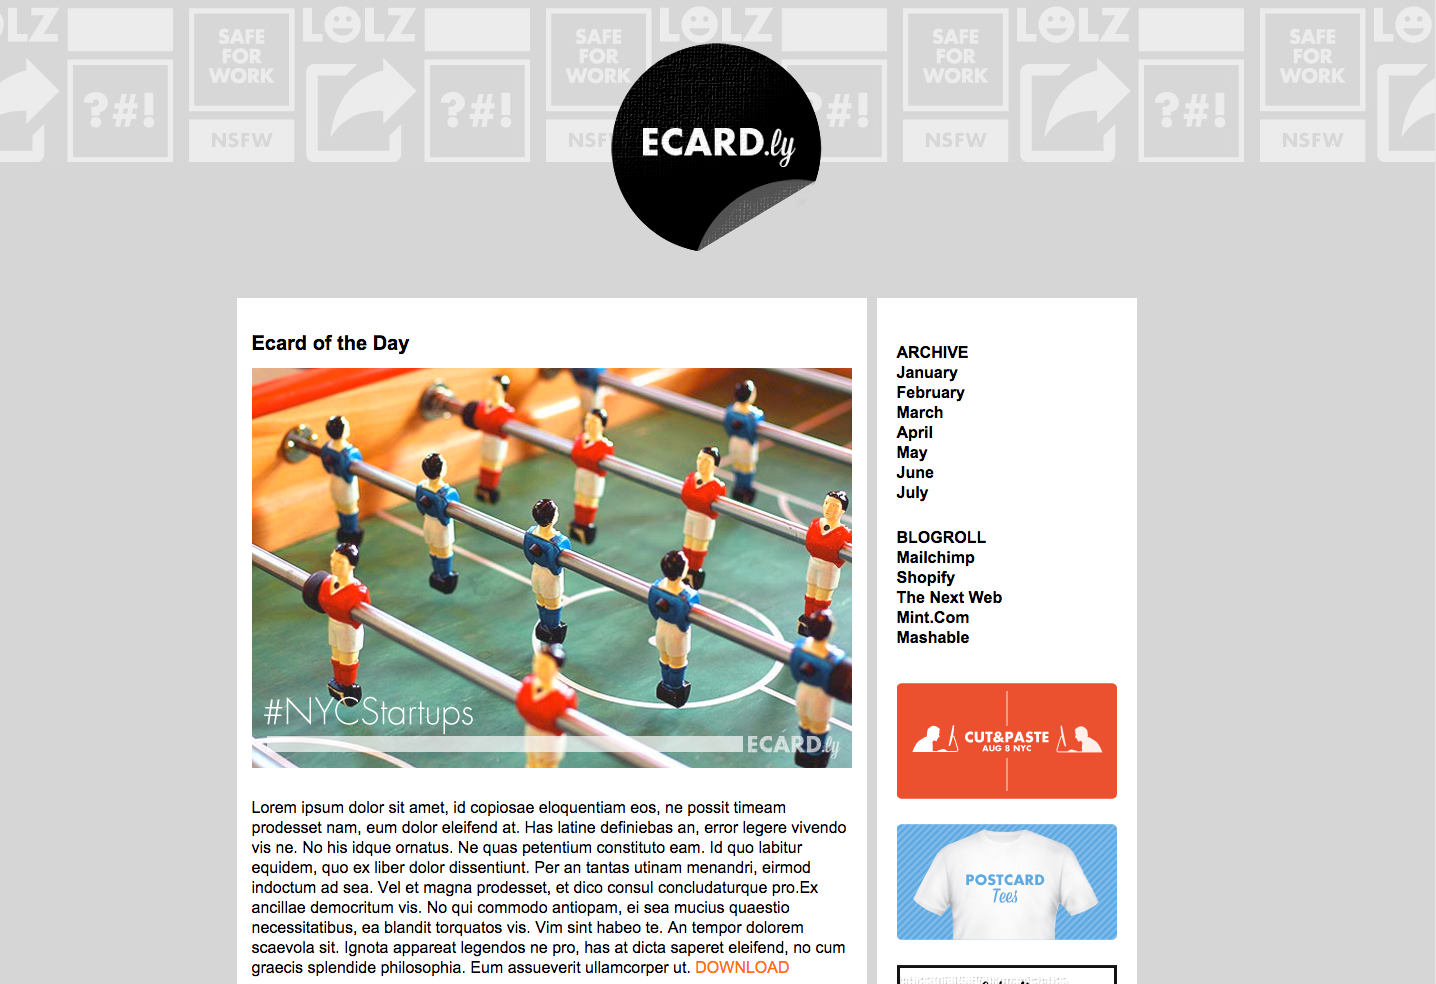 LOLZ
LOLZ
LOLZ
LOLZ
LO
SAFE
FOR
WORK
SAFE
FOR
WORK
SAFE
FOR
WORK
SAFE
FOR
WORK
?#!
?#!
?#!
?#!
NSFW
NSF
NSFW
NSFW
ECARD.ly
Ecard of the Day
#NYCStartups
ECARD.ly
Lorem ipsum dolor sit amet, id copiosae eloquentiam eos, ne possit timeam
prodesset nam, eum dolor eleifend at. Has latine definiebas an, error legere vivendo
vis ne. No his idque ornatus. Ne quas petentium constituto eam. Id quo labitur
equidem, quo ex liber dolor dissentiunt. Per an tantas utinam menandri, eirmod
indoctum ad sea. Vel et magna prodesset, et dico consul concludaturque pro.Ex
ancillae democritum vis. No qui commodo antiopam, ei sea mucius quaestio
necessitatibus, ea blandit torquatos vis. Vim sint habeo te. An tempor dolorem
scaevola sit. Ignota appareat legendos ne pro, has at dicta saperet eleifend, no cum
graecis splendide philosophia. Eum assueverit ullamcorper ut. DOWNLOAD
ARCHIVE
January
February
March
April
May
June
July
BLOGROLL
Mailchimp
Shopify
The Next Web
Mint.Com
Mashable
CUT&PASTE
AUG 8 NYC
POSTCARD
Tees